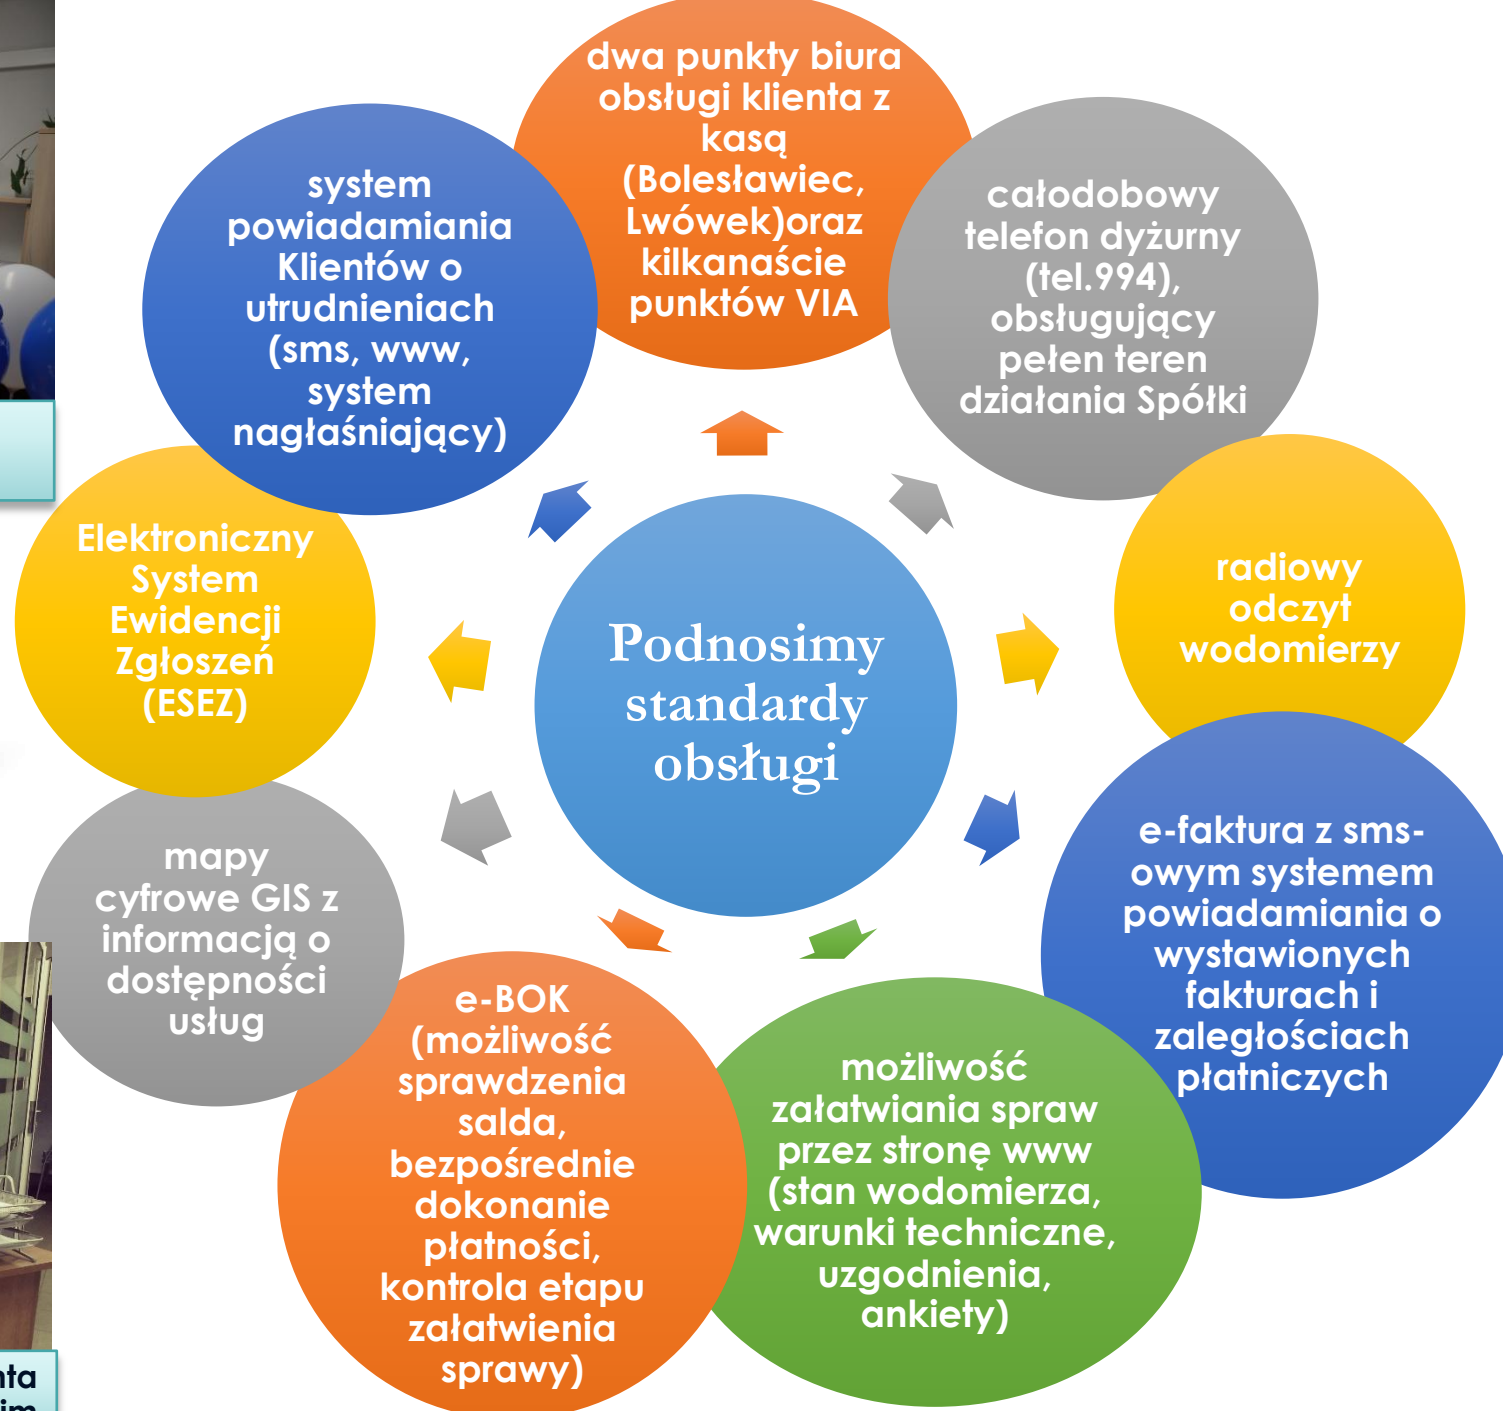 dwa punkty biura
obsługi klienta z
kasą
(Bolesławiec,
Lwówek)oraz
kilkanaście
punktów VIA
całodobowy
telefon dyżurny
(tel.994),
obsługujący
pełen teren
działania Spółki
radiowy
odczyt
wodomierzy
e-faktura z sms-
owym systemem
powiadamiania o
wystawionych
fakturach i
zaległościach
płatniczych
możliwość
załatwiania spraw
przez stronę www
(stan wodomierza,
warunki techniczne,
uzgodnienia,
ankiety)
e-BOK
(możliwość
sprawdzenia
salda,
bezpośrednie
dokonanie
płatności,
kontrola etapu
załatwienia
sprawy)
mapy
cyfrowe GIS z
informacją o
dostępności
usług
Elektroniczny
System
Ewidencji
Zgłoszeń
(ESEZ)
system
powiadamiania
Klientów o
utrudnieniach
(sms, www,
system
nagłaśniający)
Podnosimy
standardy
obsługi